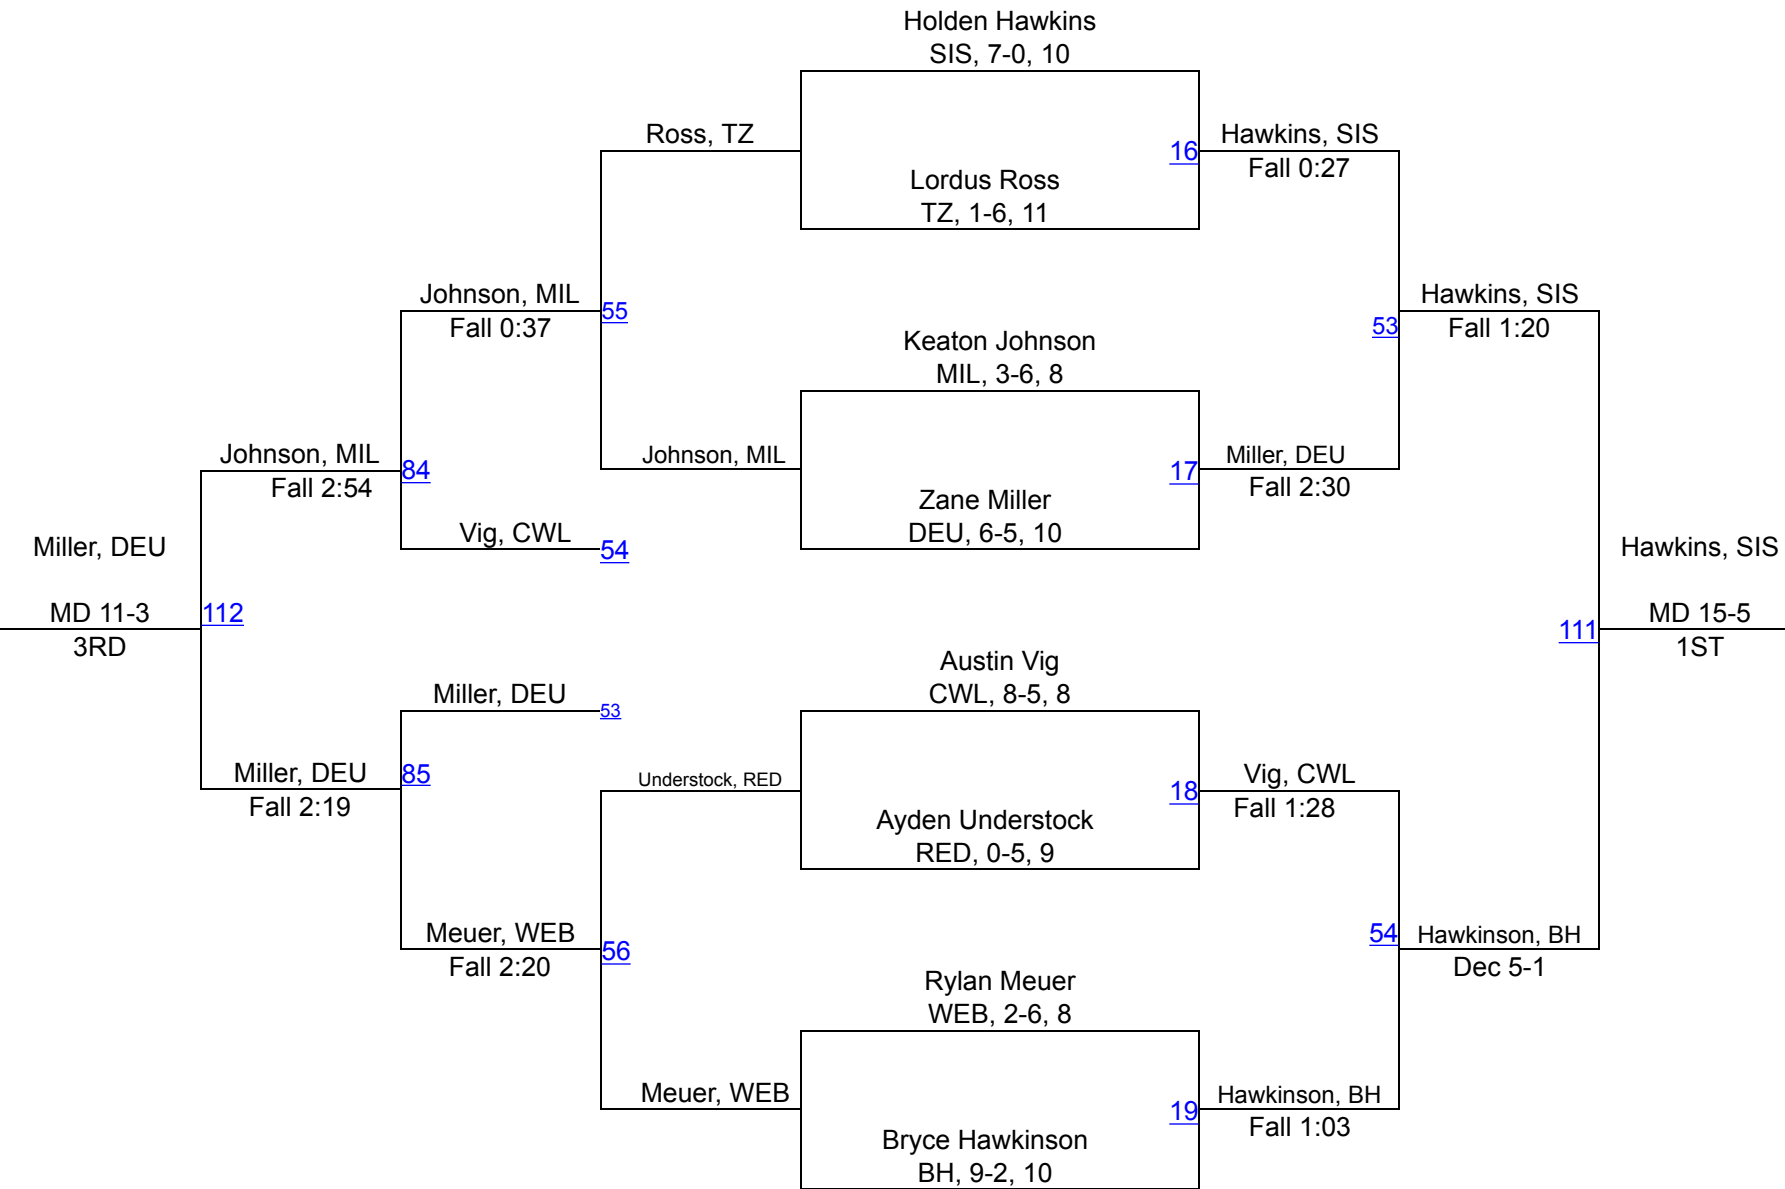 Holden Hawkins
SIS, 7-0, 10
Ross, TZ
16
Hawkins, SIS
Fall 0:27
Lordus Ross
TZ, 1-6, 11
Johnson, MIL
Fall 0:37
55
Hawkins, SIS
Fall 1:20
53
Keaton Johnson
MIL, 3-6, 8
Johnson, MIL
Fall 2:54
84
Johnson, MIL
17
Miller, DEU
Fall 2:30
Zane Miller
DEU, 6-5, 10
Vig, CWL
54
Miller, DEU
MD 11-3
3RD
112
Hawkins, SIS
MD 15-5
1ST
111
Austin Vig
CWL, 8-5, 8
Miller, DEU
53
Miller, DEU
Fall 2:19
85
Understock, RED
18
Vig, CWL
Fall 1:28
Ayden Understock
RED, 0-5, 9
Meuer, WEB
Fall 2:20
56
54
Hawkinson, BH
Dec 5-1
Rylan Meuer
WEB, 2-6, 8
Meuer, WEB
19
Hawkinson, BH
Fall 1:03
Bryce Hawkinson
BH, 9-2, 10